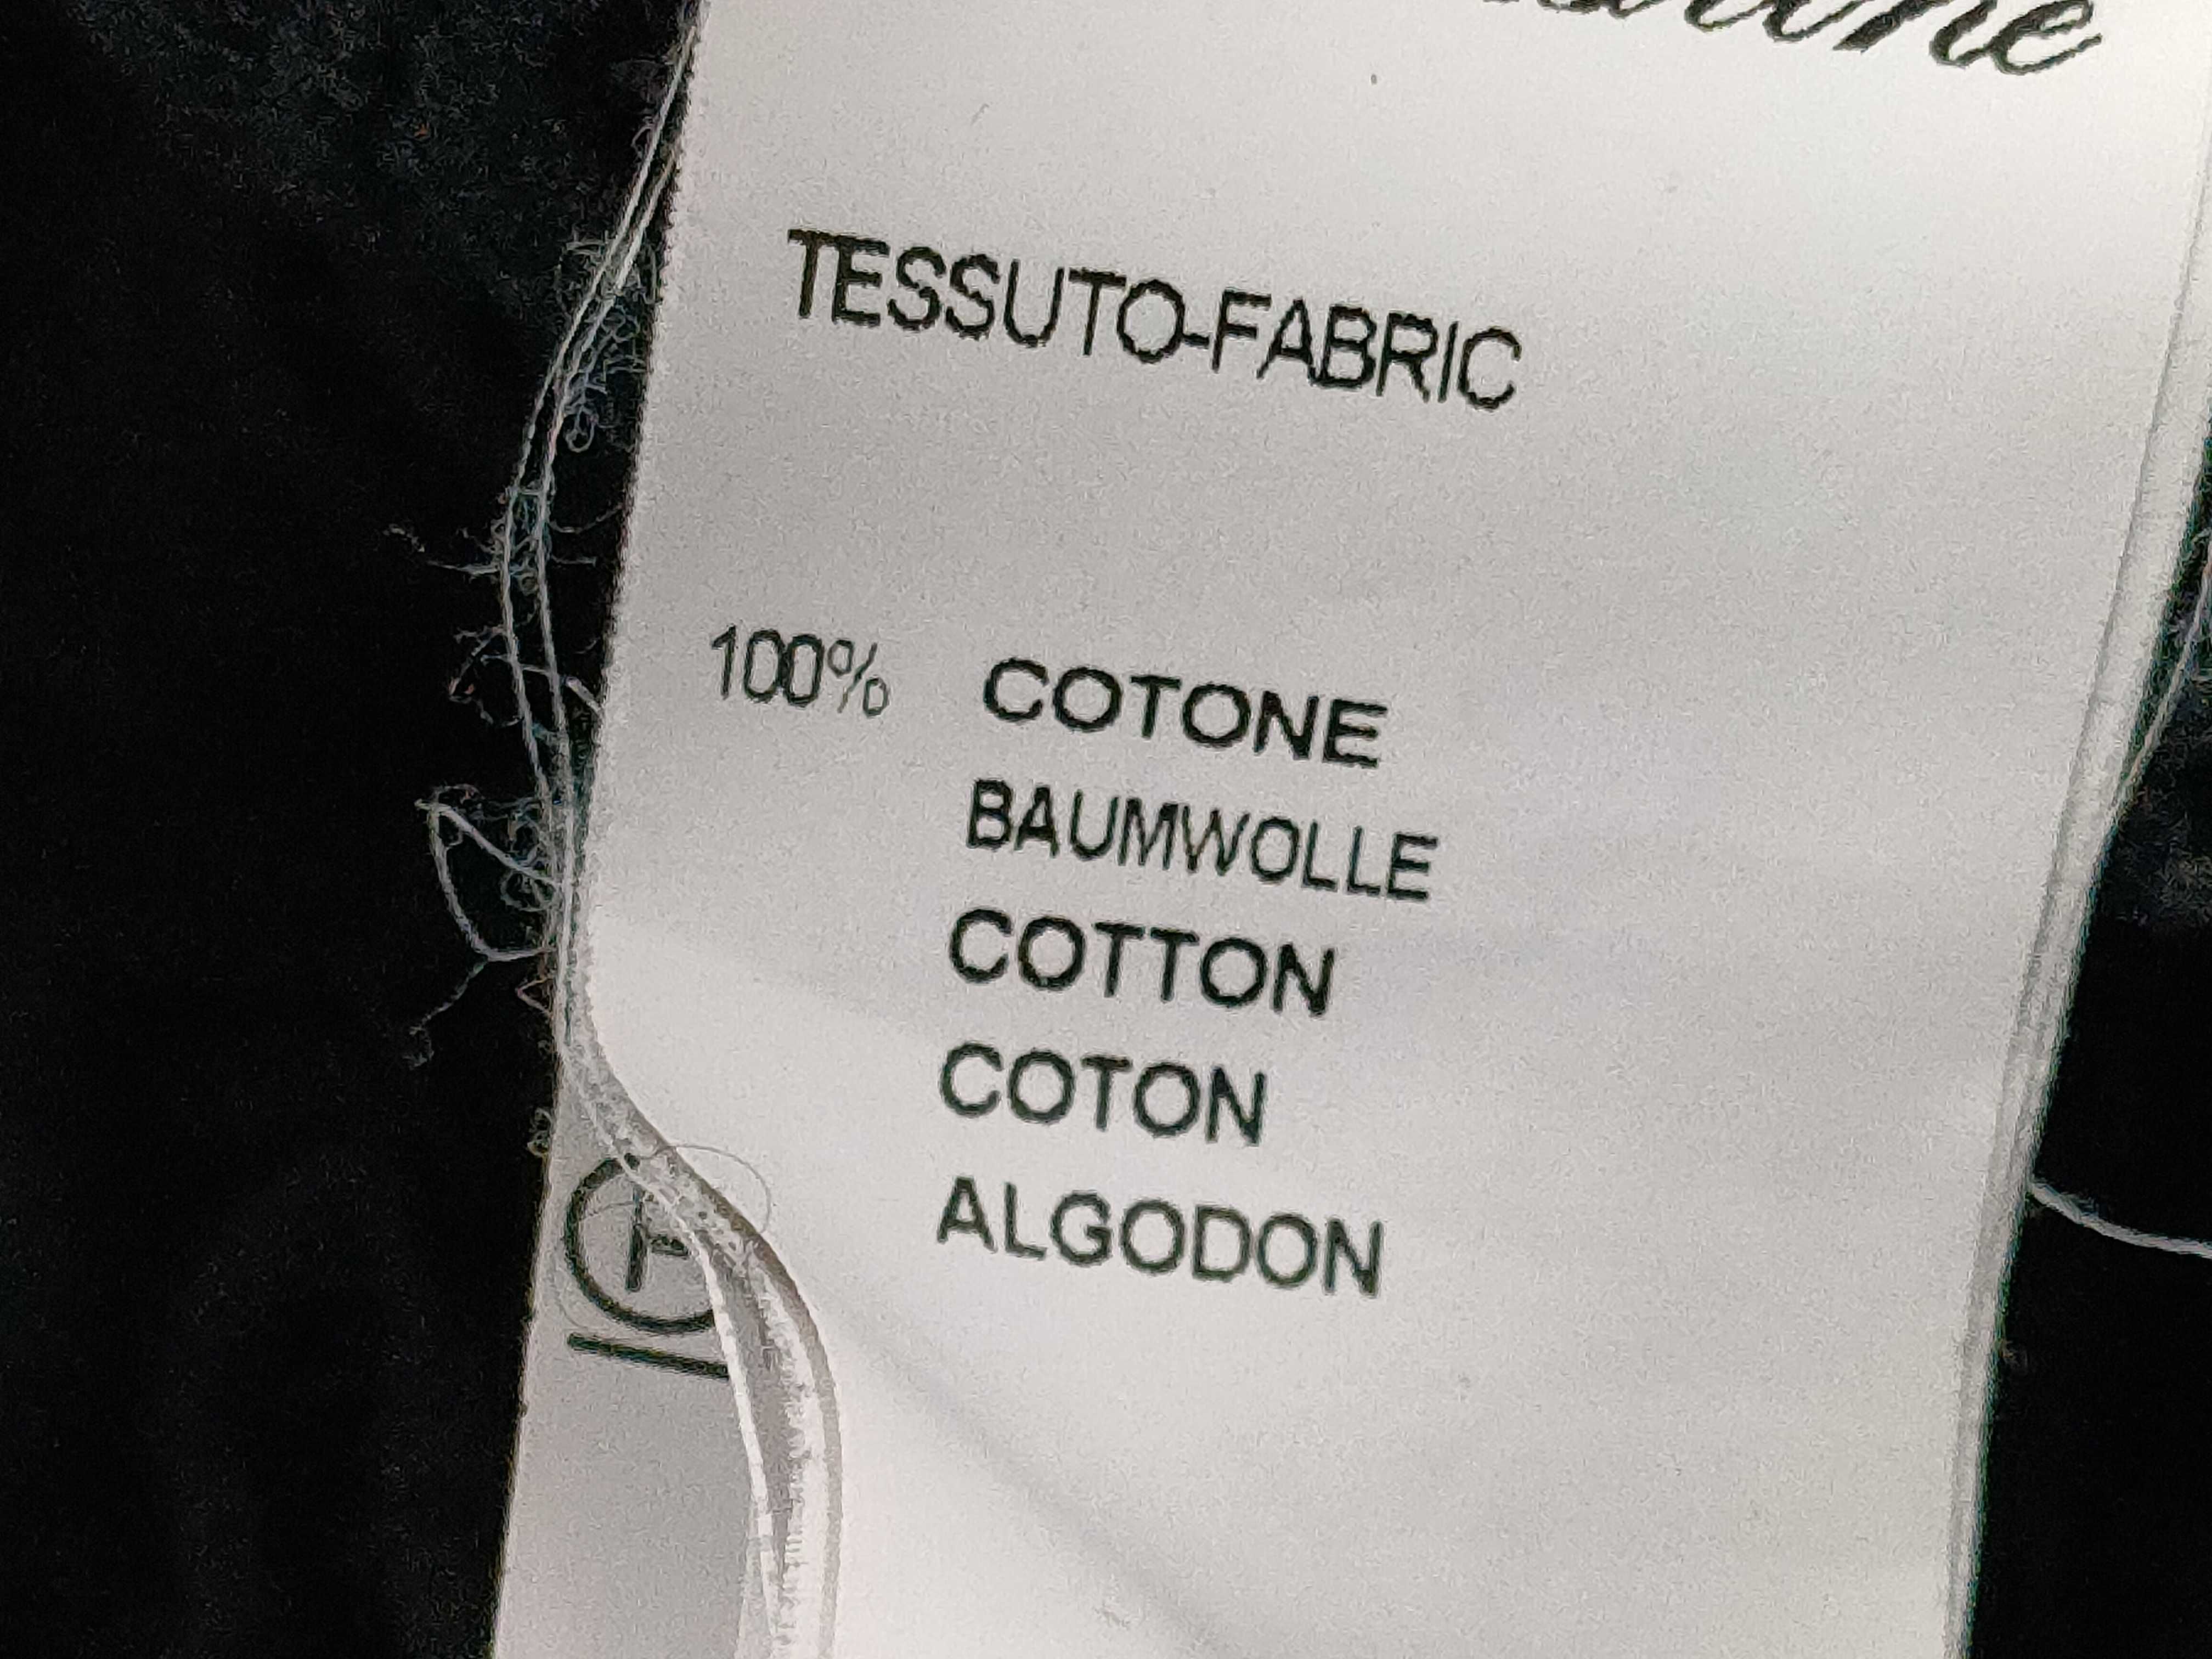 TESSUTO-FABRIC
100% COTONE
BAUMWOLLE
COTTON
COTON
ALGODON
P